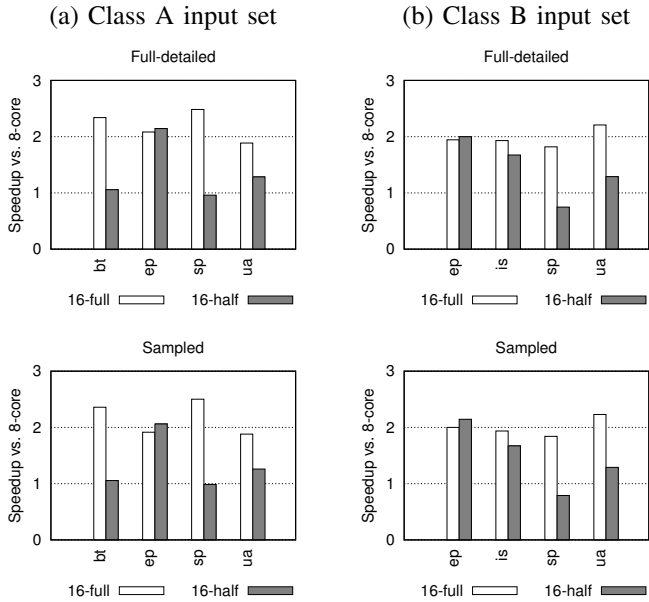 (a) Class A input set
Full-detailed
Speedup vs. 8-core
3
2
1
0
bt ep sp ua
16-full 16-half
Sampled
Speedup vs. 8-core
3
2
1
0
bt ep sp ua
16-full 16-half
(b) Class B input set
Full-detailed
Speedup vs. 8-core
3
2
1
0
ep is sp ua
16-full 16-half
Sampled
Speedup vs. 8-core
3
2
1
0
ep is sp ua
16-full 16-half